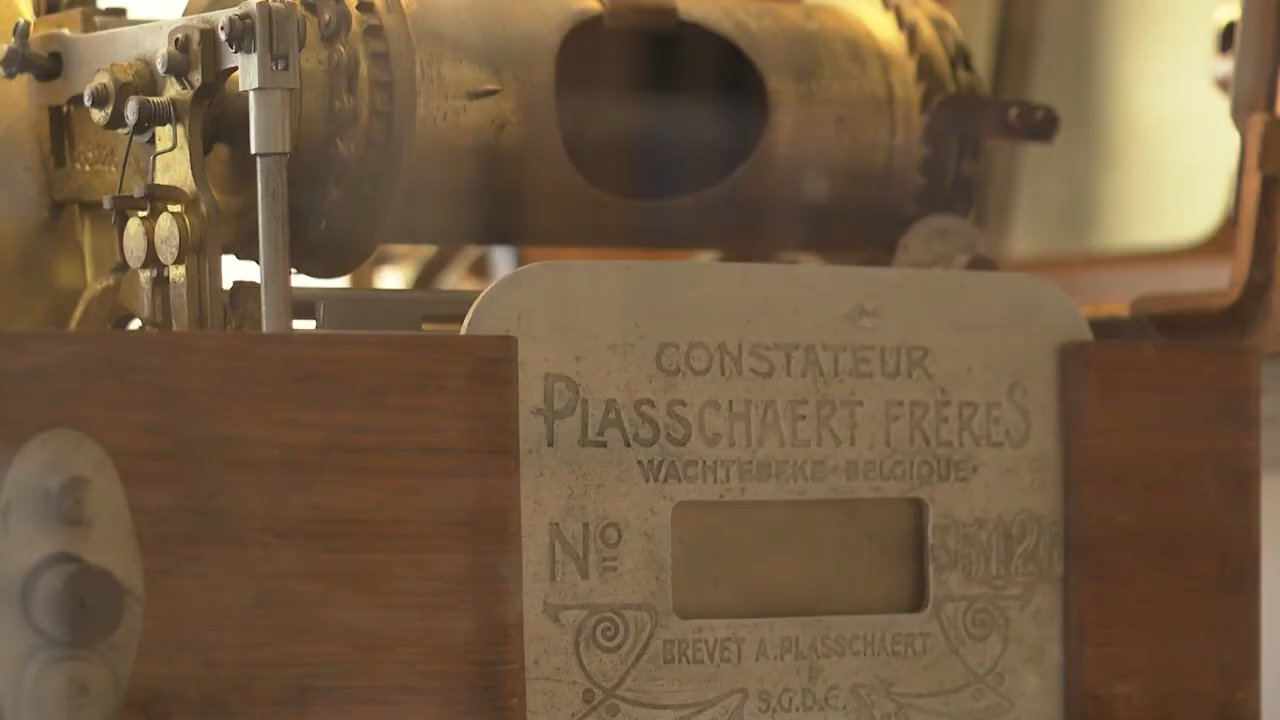 CONSTATEUR
PLASSCHAERT FRÈRES
WACHTEBEKE·BELGIQUE·
Nº
BREVET A. PLASSCHAERT
S.G.D.G.